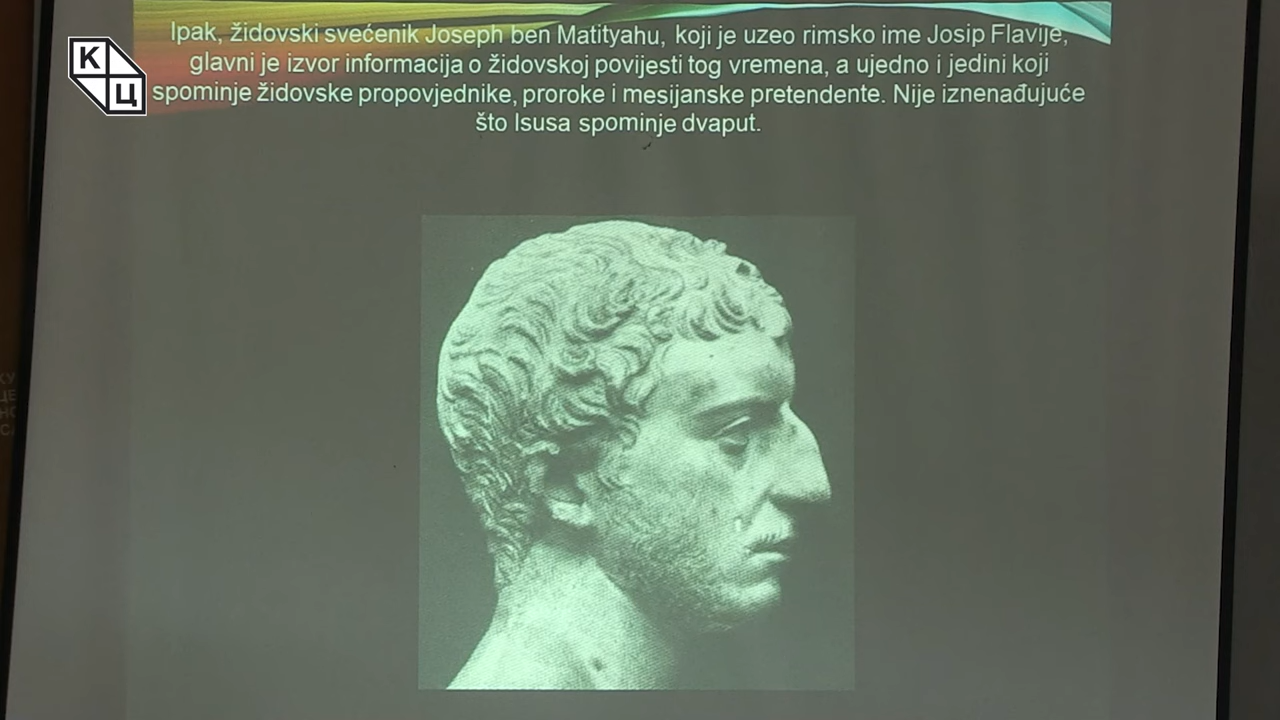 Ipak, židovski svećenik Joseph ben Matityahu, koji je uzeo rimsko ime Josip Flavije,
glavni je izvor informacija o židovskoj povijesti tog vremena, a ujedno i jedini koji
spominje židovske propovjednike, proroke i mesijanske pretendente. Nije iznenađujuće
što Isusa spominje dvaput.
К
Ц